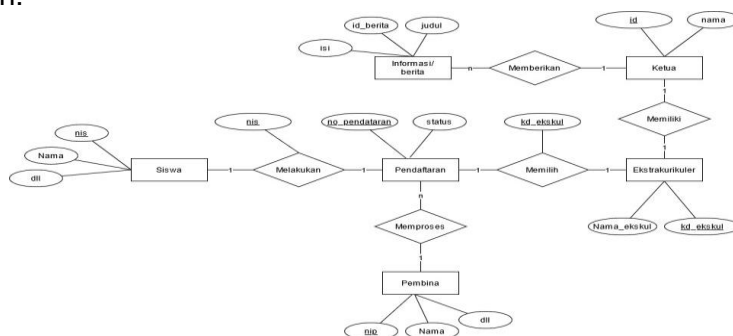 n.
id_berita
judul
isi
Informasi/
berita
n
Memberikan
1
id
nama
Ketua
1
Memiliki
1
nis
Nama
dll
Siswa
1
nis
Melakukan
1
no_pendataran
status
Pendaftaran
1
kd_ekskul
Memilih
1
Ekstrakurikuler
Nama_ekskul
kd_ekskul
n
Memproses
1
Pembina
nip
Nama
dll